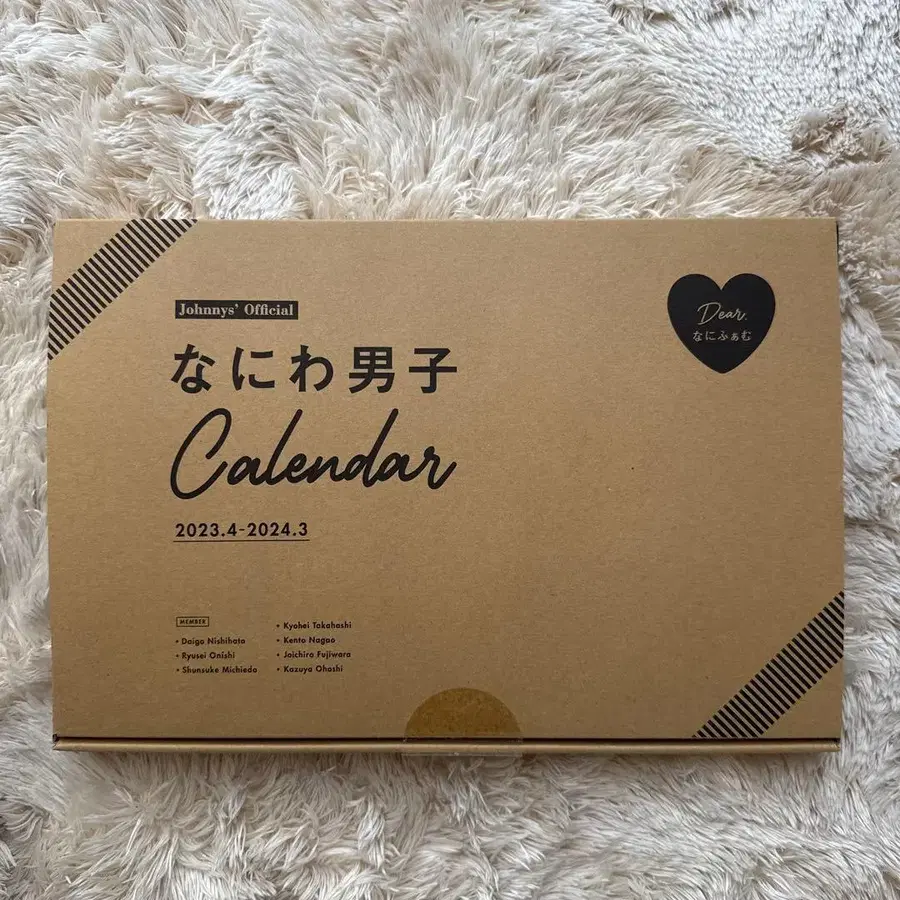 Johnnys' Official
なにわ男子
Calendar
2023.4-2024.3
Dear.
なにふぁむ
MEMBER
• Daigo Nishihata
• Ryusei Onishi
• Shunsuke Michieda
• Kyohei Takahashi
• Kento Nagao
• Joichiro Fujiwara
• Kazuya Ohashi